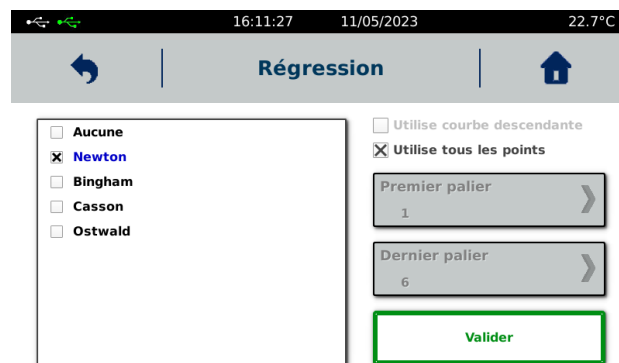 16:11:27 11/05/2023 22.7°C
Régression
Aucune
Newton
Bingham
Casson
Ostwald
Utilise courbe descendante
Utilise tous les points
Premier palier
1
Dernier palier
6
Valider